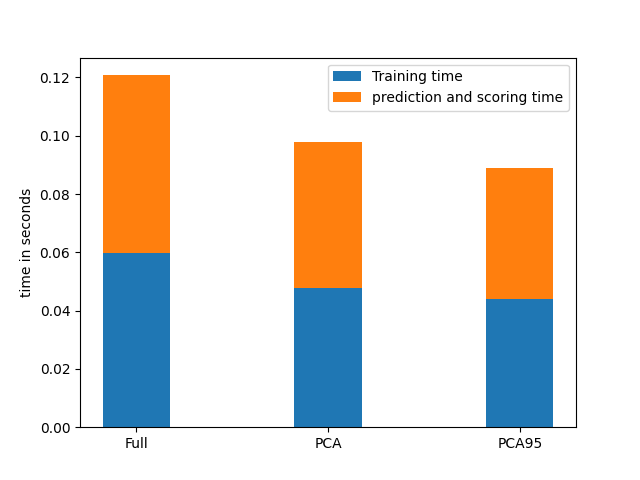 Training time
prediction and scoring time
time in seconds
0.12
0.10
0.08
0.06
0.04
0.02
0.00
Full
PCA
PCA95